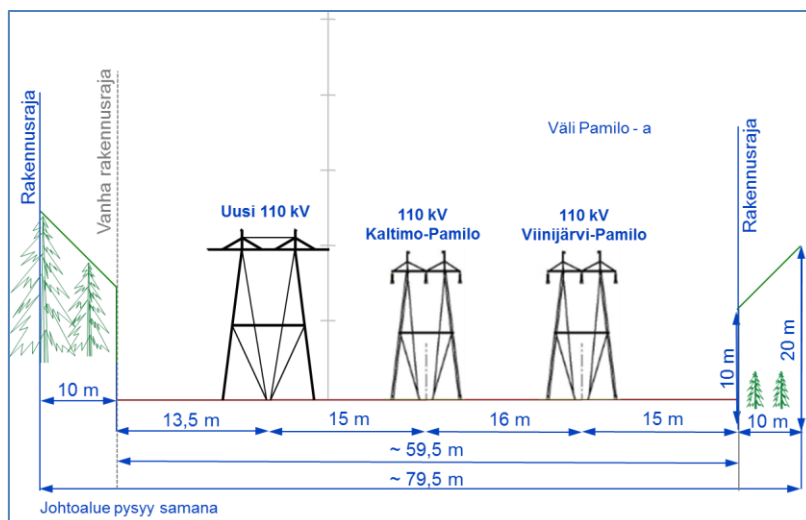 Rakennusraja
Vanha rakennusraja
Väli Pamilo - a
Rakennusraja
Uusi 110 kV
110 kV
Kaltimo-Pamilo
110 kV
Viinijärvi-Pamilo
10 m
20 m
10 m
13,5 m
15 m
16 m
15 m
10 m
~ 59,5 m
~ 79,5 m
Johtoalue pysyy samana